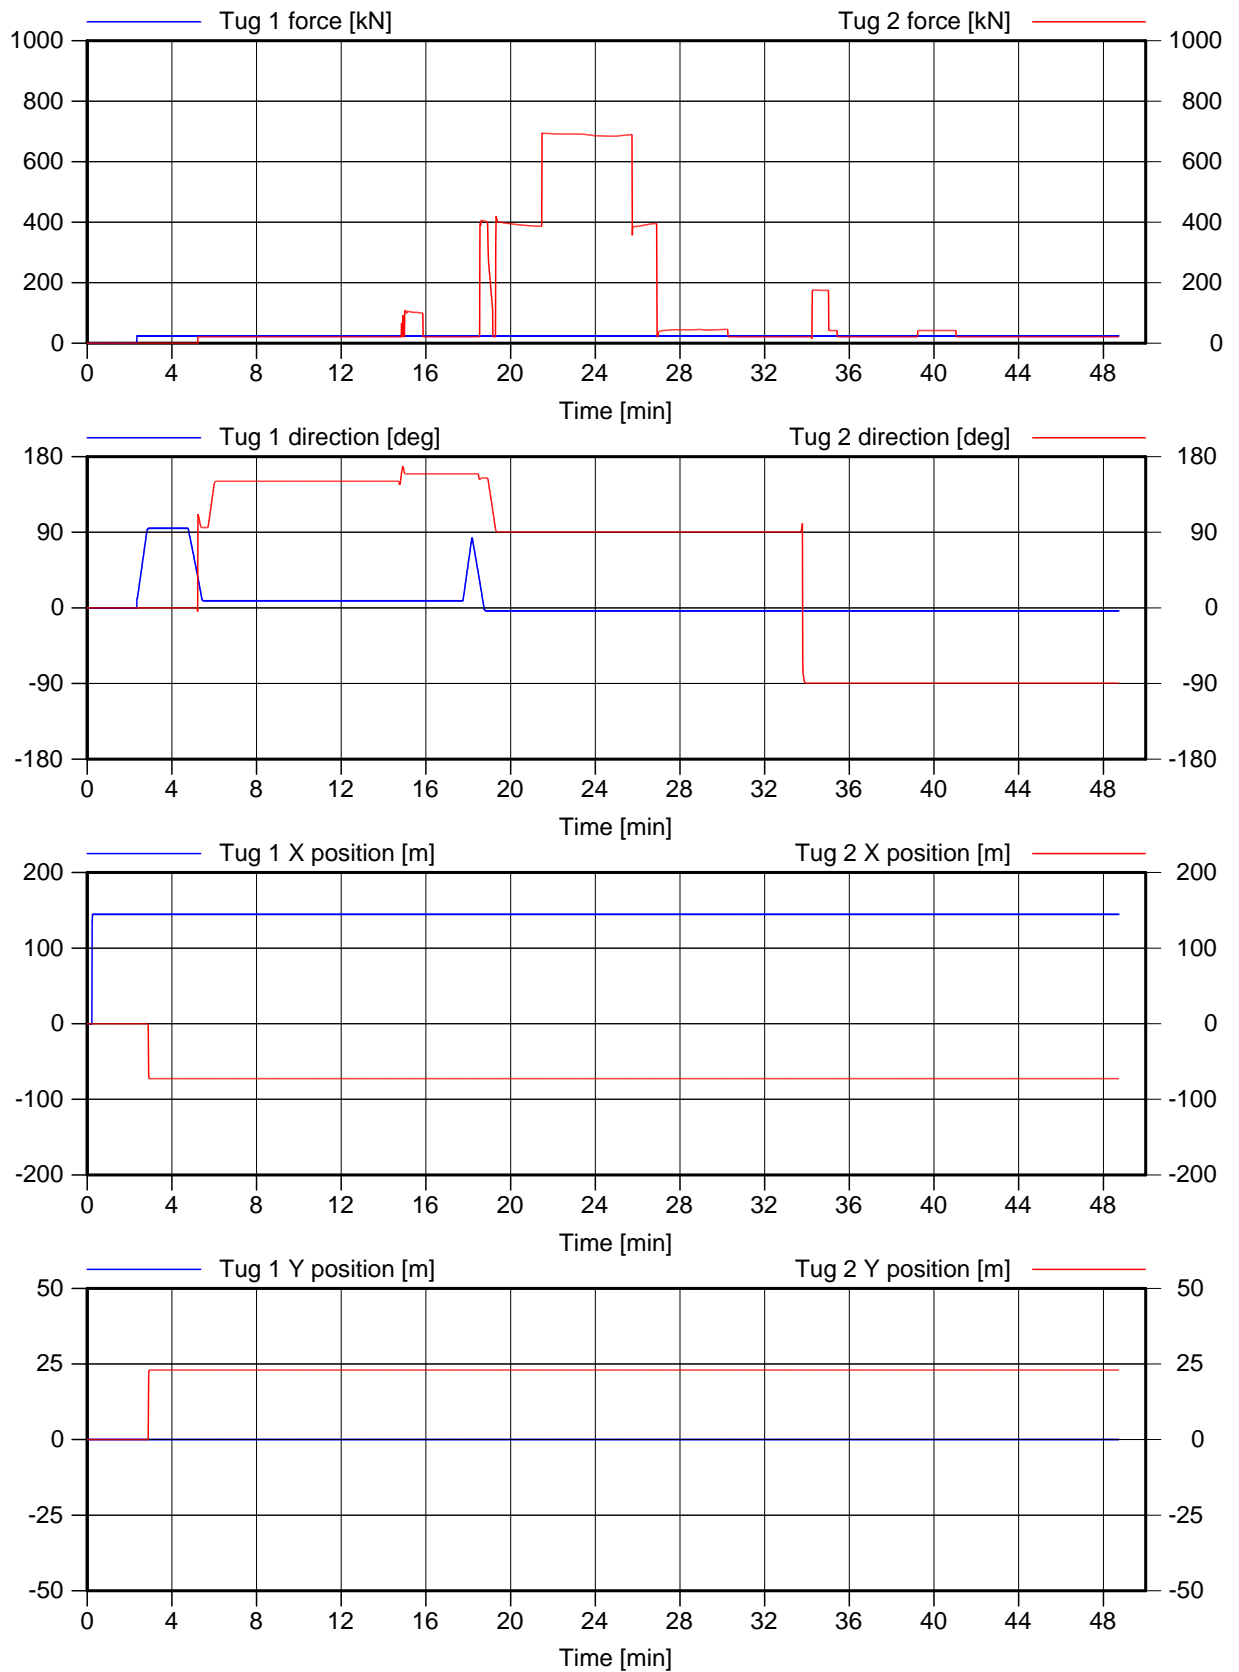 Tug 1 force [kN] Tug 2 force [kN]
1000 1000
800 800
600 600
400 400
200 200
0 0
0 4 8 12 16 20 24 28 32 36 40 44 48
Time [min]
Tug 1 direction [deg] Tug 2 direction [deg]
180 180
90 90
0 0
-90 -90
-180 -180
0 4 8 12 16 20 24 28 32 36 40 44 48
Time [min]
Tug 1 X position [m] Tug 2 X position [m]
200 200
100 100
0 0
-100 -100
-200 -200
0 4 8 12 16 20 24 28 32 36 40 44 48
Time [min]
Tug 1 Y position [m] Tug 2 Y position [m]
50 50
25 25
0 0
-25 -25
-50 -50
0 4 8 12 16 20 24 28 32 36 40 44 48
Time [min]